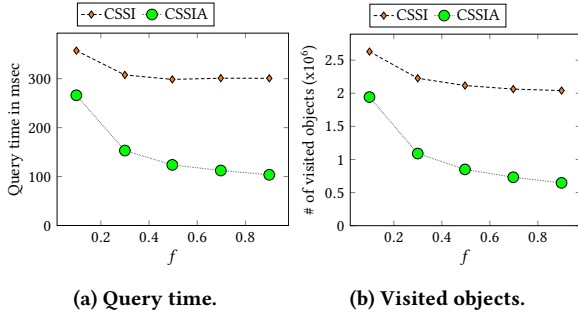 CSSI CSSIA
Query time in msec
300
200
100
0
0.2 0.4 0.6 0.8
f
(a) Query time.
CSSI CSSIA
# of visited objects (x10⁶)
2.5
2
1.5
1
0.5
0
0.2 0.4 0.6 0.8
f
(b) Visited objects.